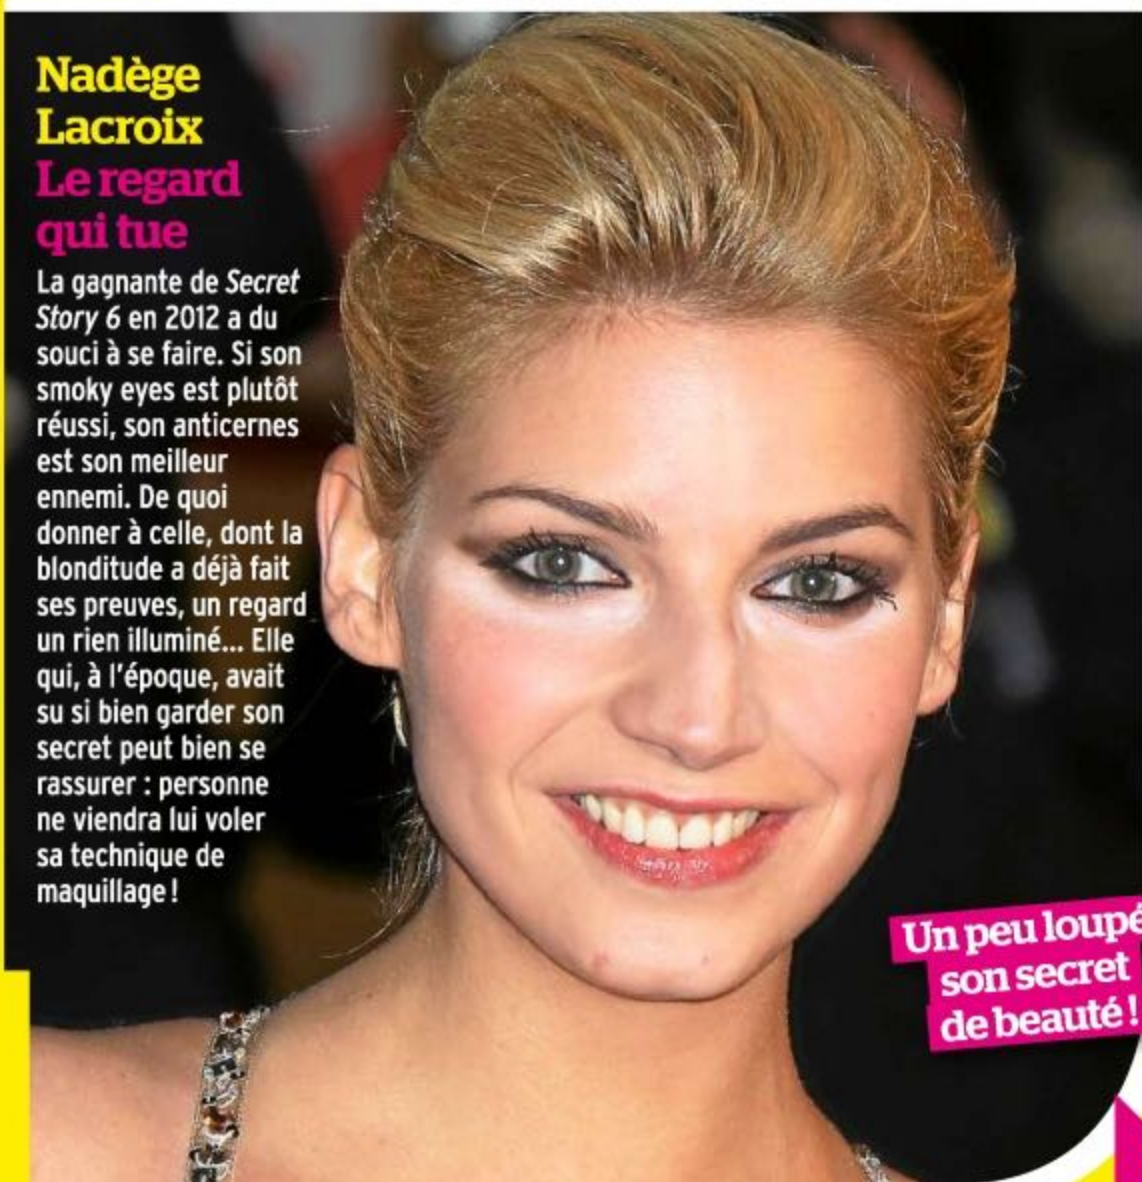 Nadège
Lacroix
Le regard
qui tue
La gagnante de Secret
Story 6 en 2012 a du
souci à se faire. Si son
smoky eyes est plutôt
réussi, son anticernes
est son meilleur
ennemi. De quoi
donner à celle, dont la
blonditude a déjà fait
ses preuves, un regard
un rien illuminé... Elle
qui, à l'époque, avait
su si bien garder son
secret peut bien se
rassurer : personne
ne viendra lui voler
sa technique de
maquillage !
Un peu loupé
son secret
de beauté !